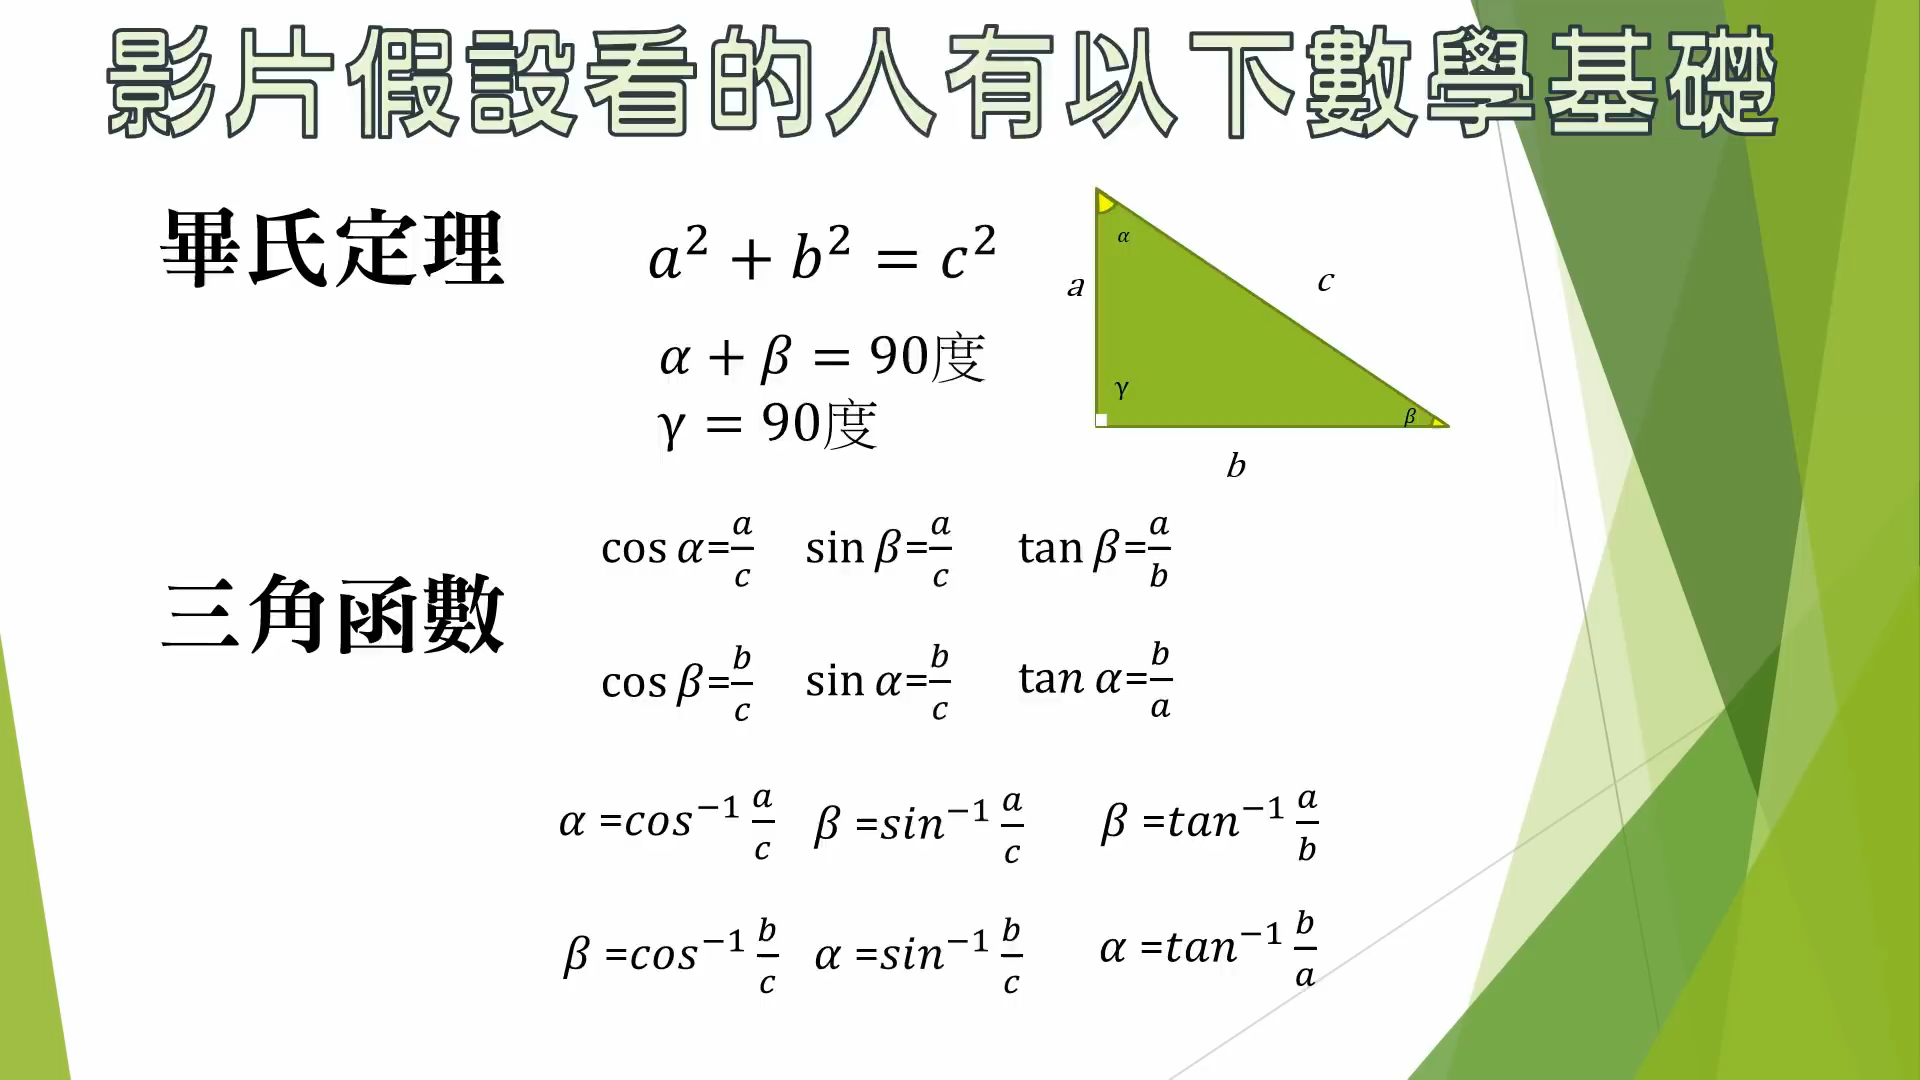 影片假設看的人有以下數學基礎
畢氏定理
a² + b² = c²
α + β = 90度
γ = 90度
α
a
c
γ
β
b
三角函數
cos α=a/c sin β=a/c tan β=a/b
cos β=b/c sin α=b/c tan α=b/a
α =cos⁻¹ a/c β =sin⁻¹ a/c β =tan⁻¹ a/b
β =cos⁻¹ b/c α =sin⁻¹ b/c α =tan⁻¹ b/a